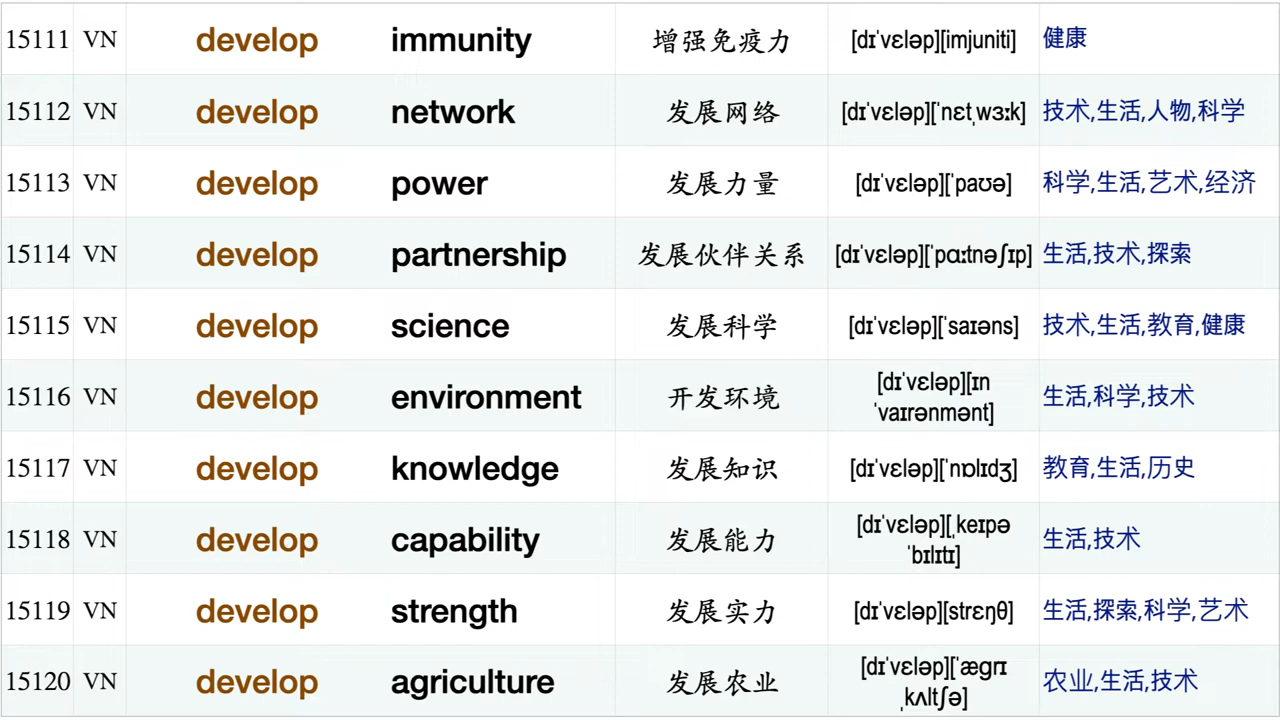 15111 VN develop immunity 增强免疫力 [dɪˈvɛləp][imjuniti] 健康
15112 VN develop network 发展网络 [dɪˈvɛləp][ˈnɛtˌwɜːk] 技术,生活,人物,科学
15113 VN develop power 发展力量 [dɪˈvɛləp][ˈpaʊə] 科学,生活,艺术,经济
15114 VN develop partnership 发展伙伴关系 [dɪˈvɛləp][ˈpɑːtnəʃɪp] 生活,技术,探索
15115 VN develop science 发展科学 [dɪˈvɛləp][ˈsaɪəns] 技术,生活,教育,健康
15116 VN develop environment 开发环境 [dɪˈvɛləp][ɪn
ˈvaɪrənmənt] 生活,科学,技术
15117 VN develop knowledge 发展知识 [dɪˈvɛləp][ˈnɒlɪdʒ] 教育,生活,历史
15118 VN develop capability 发展能力 [dɪˈvɛləp][ˌkeɪpə
ˈbɪlɪtɪ] 生活,技术
15119 VN develop strength 发展实力 [dɪˈvɛləp][strɛŋθ] 生活,探索,科学,艺术
15120 VN develop agriculture 发展农业 [dɪˈvɛləp][ˈægrɪ
ˌkʌltʃə] 农业,生活,技术